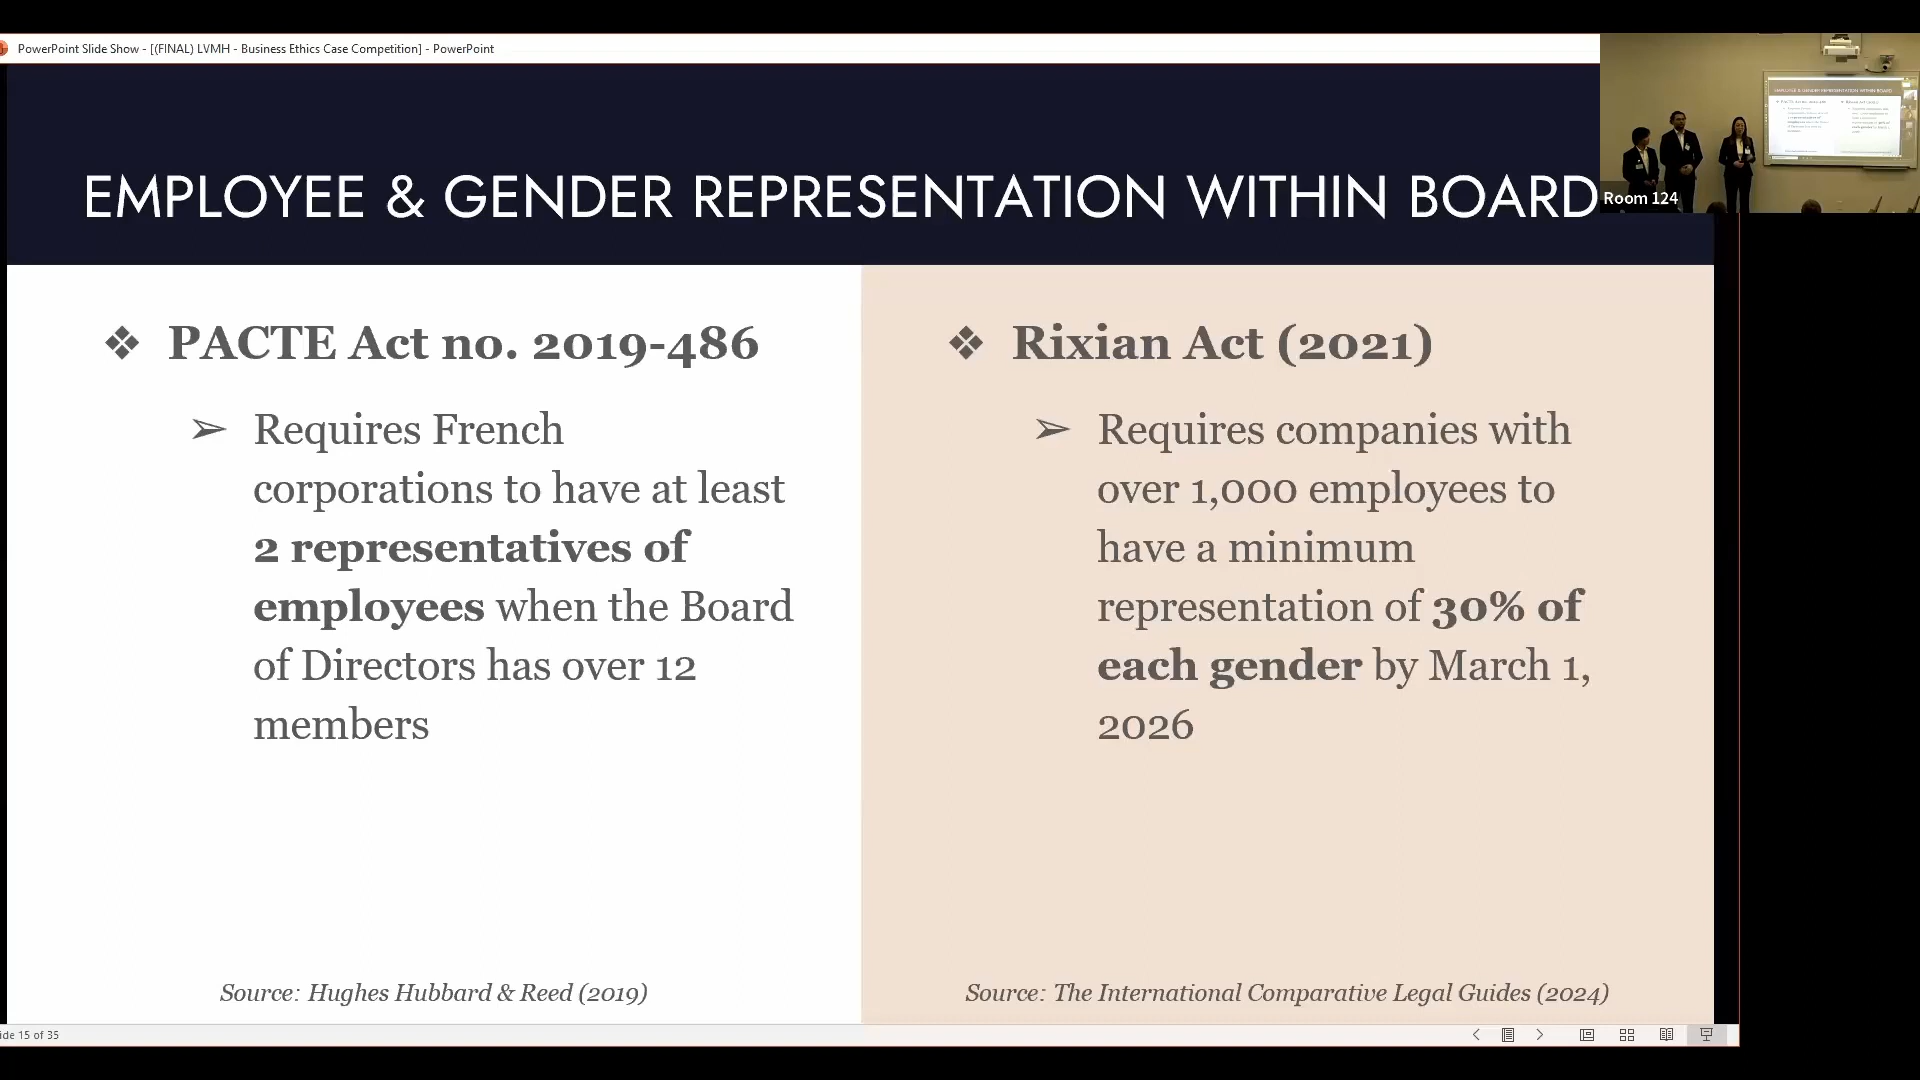 PowerPoint Slide Show - [(FINAL) LVMH - Business Ethics Case Competition] - PowerPoint
EMPLOYEE & GENDER REPRESENTATION WITHIN BOARD
Room 124
❖ PACTE Act no. 2019-486
➢ Requires French
corporations to have at least
2 representatives of
employees when the Board
of Directors has over 12
members
Source: Hughes Hubbard & Reed (2019)
❖ Rixian Act (2021)
➢ Requires companies with
over 1,000 employees to
have a minimum
representation of 30% of
each gender by March 1,
2026
Source: The International Comparative Legal Guides (2024)
ide 15 of 35